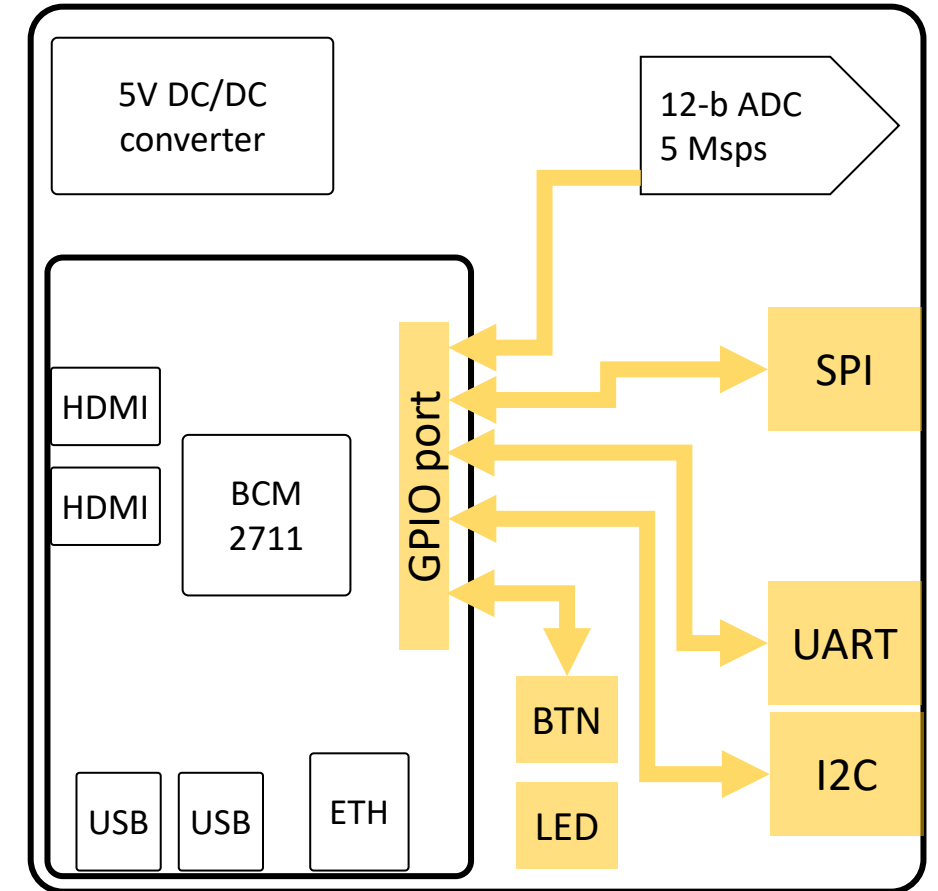 5V DC/DC
converter
12-b ADC
5 Msps
HDMI
HDMI
BCM
2711
GPIO port
SPI
UART
I2C
BTN
LED
USB
USB
ETH